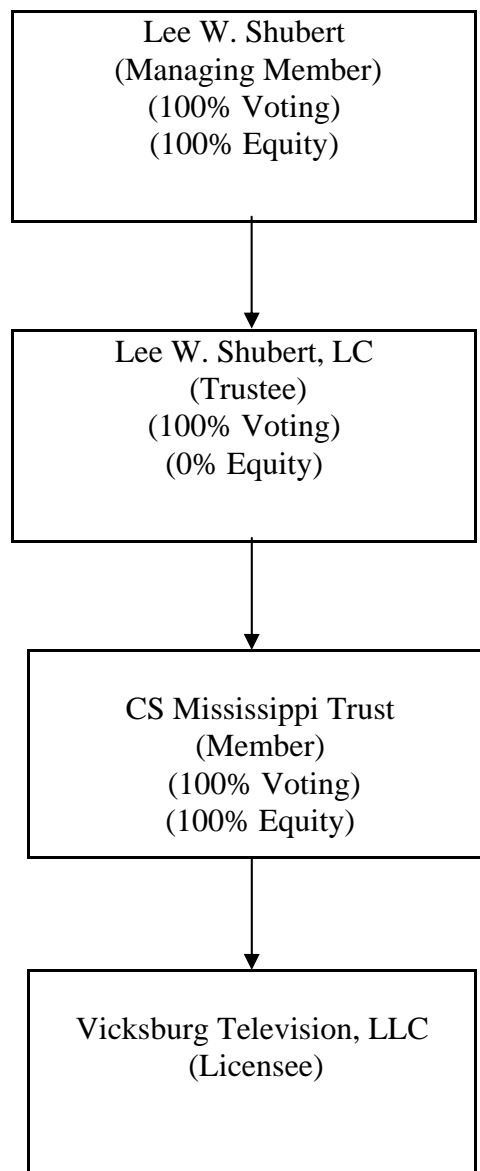 Lee W. Shubert
(Managing Member)
(100% Voting)
(100% Equity)
Lee W. Shubert, LC
(Trustee)
(100% Voting)
(0% Equity)
CS Mississippi Trust
(Member)
(100% Voting)
(100% Equity)
Vicksburg Television, LLC
(Licensee)